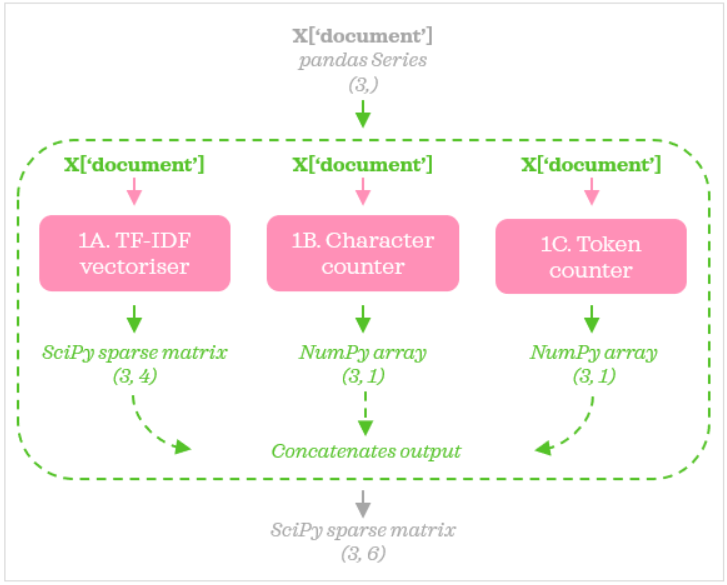 X[‘document’]
pandas Series
(3,)
X[‘document’] X[‘document’] X[‘document’]
1A. TF-IDF
vectoriser
1B. Character
counter
1C. Token
counter
SciPy sparse matrix
(3, 4)
NumPy array
(3, 1)
NumPy array
(3, 1)
Concatenates output
SciPy sparse matrix
(3, 6)